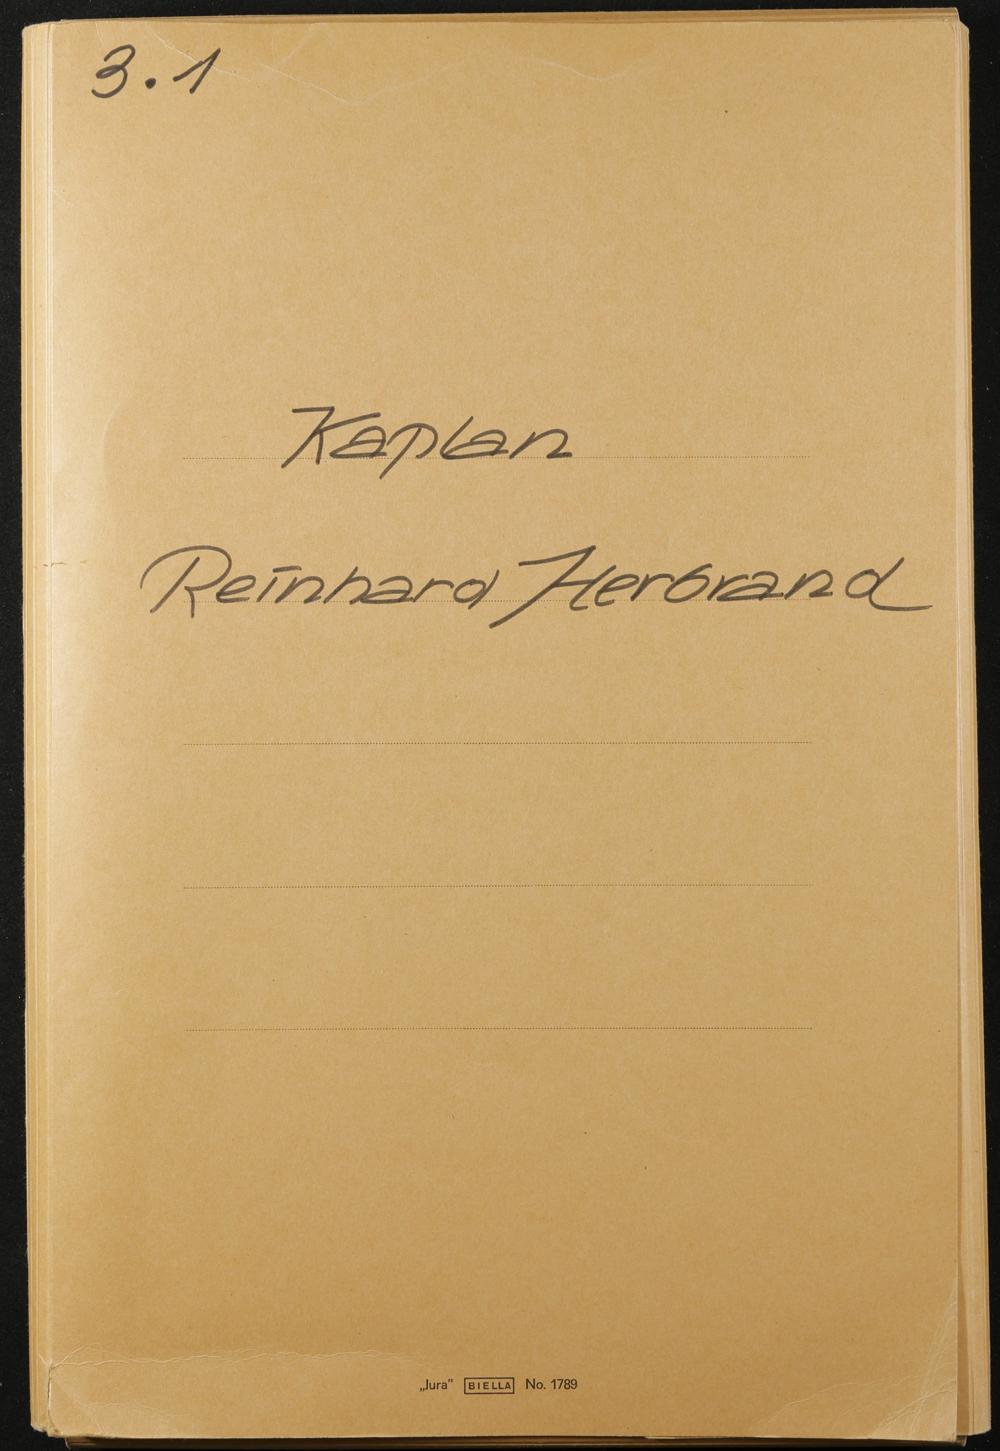 3.1
Kaplan
Reinhard Herbrand
„Jura" BIELLA No. 1789